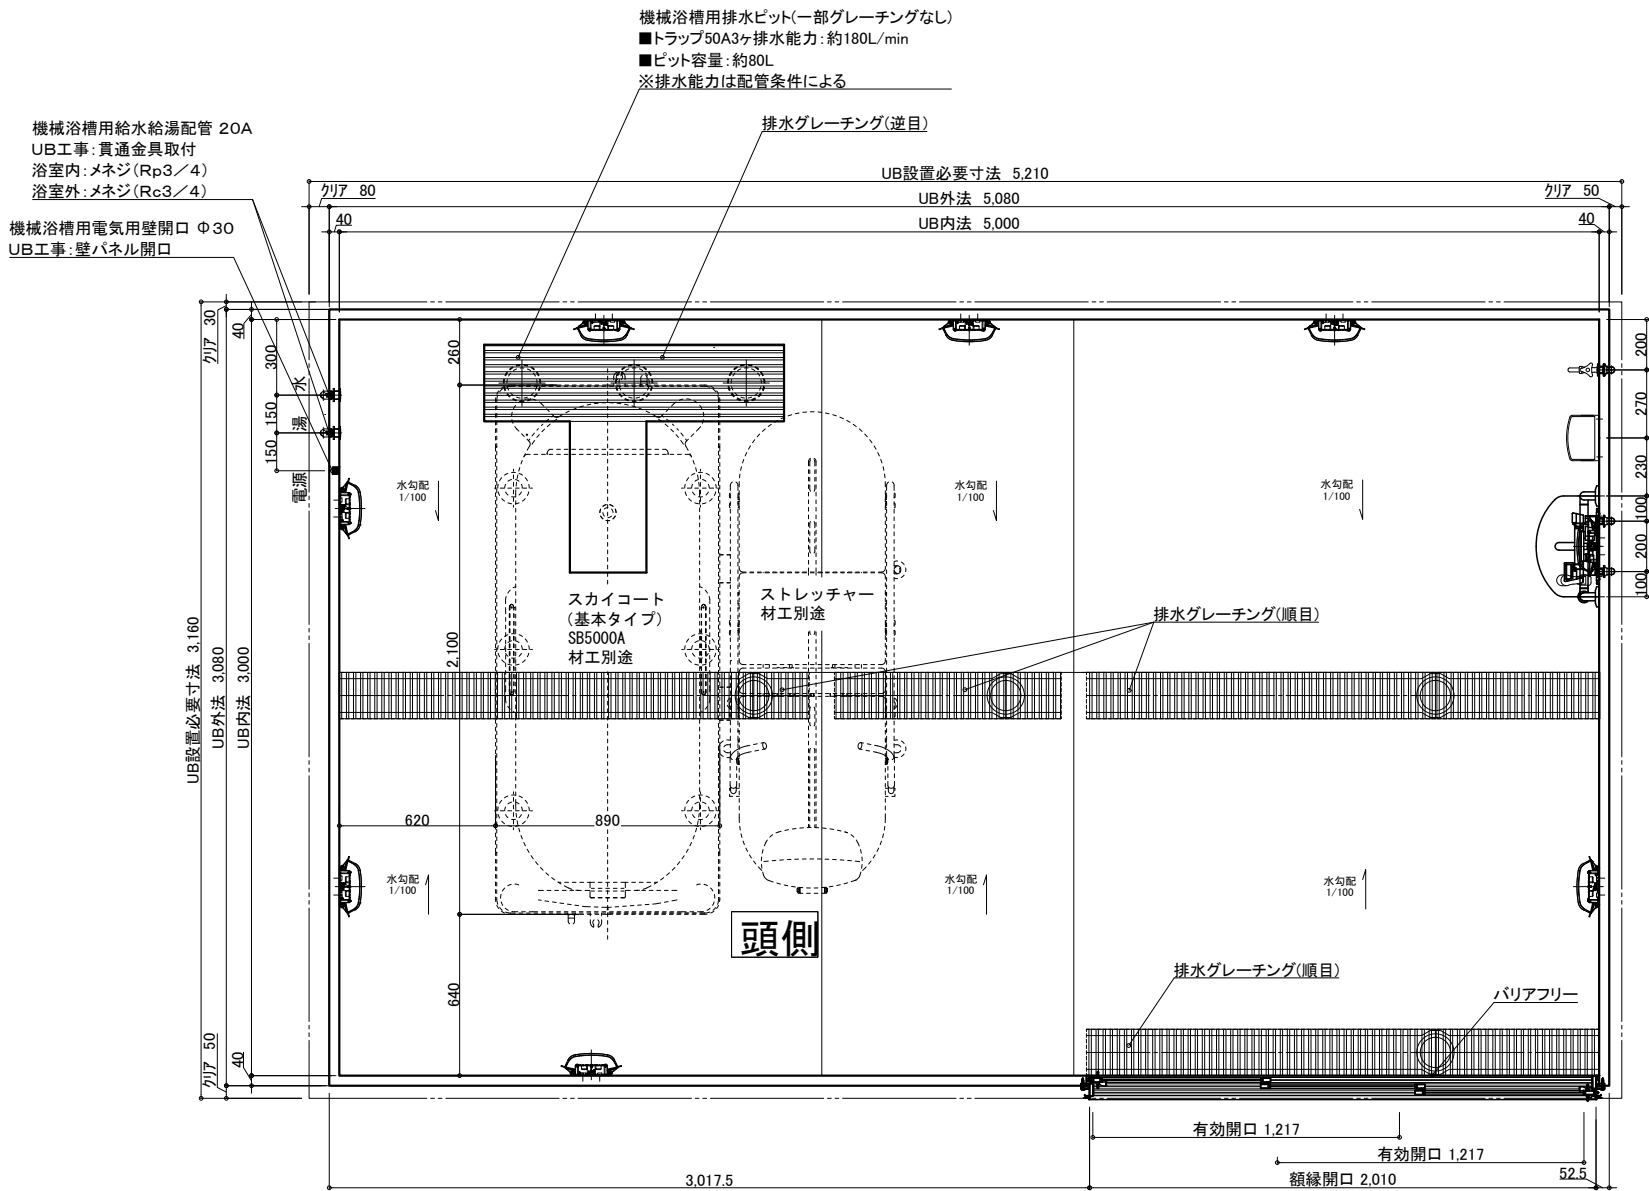 機械浴槽用排水ピット(一部グレーチングなし)
■トラップ50A3ヶ排水能力:約180L/min
■ピット容量:約80L
※排水能力は配管条件による
機械浴槽用給水給湯配管 20A
UB工事:貫通金具取付
浴室内:メネジ(Rp3／4)
浴室外:メネジ(Rc3／4)
排水グレーチング(逆目)
機械浴槽用電気用壁開口 Φ30
UB工事:壁パネル開口
UB設置必要寸法 5,210
クリア 80
UB外法 5,080
クリア 50
40
UB内法 5,000
40
クリア 30
40
300
水
150
湯
150
電源
260
200
270
230
100
200
100
水勾配
1/100
水勾配
1/100
水勾配
1/100
スカイコート
(基本タイプ)
SB5000A
材工別途
ストレッチャー
材工別途
排水グレーチング(順目)
UB設置必要寸法 3,160
UB外法 3,080
UB内法 3,000
2,100
620
890
水勾配
1/100
水勾配
1/100
水勾配
1/100
頭側
640
排水グレーチング(順目)
バリアフリー
クリア 50
40
有効開口 1,217
有効開口 1,217
3,017.5
額縁開口 2,010
52.5